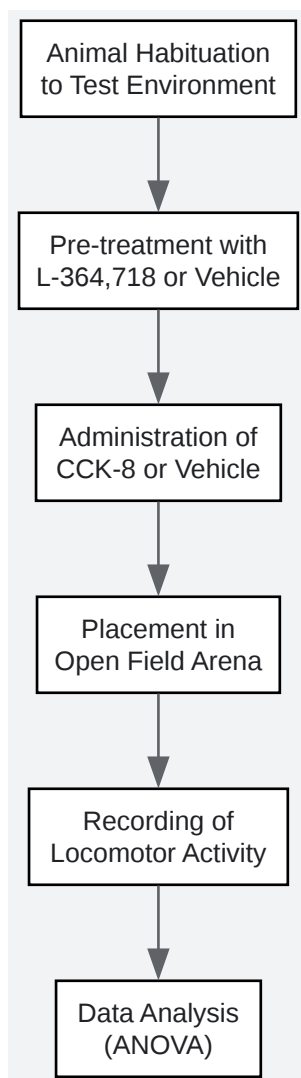 Animal Habituation
to Test Environment
Pre-treatment with
L-364,718 or Vehicle
Administration of
CCK-8 or Vehicle
Placement in
Open Field Arena
Recording of
Locomotor Activity
Data Analysis
(ANOVA)